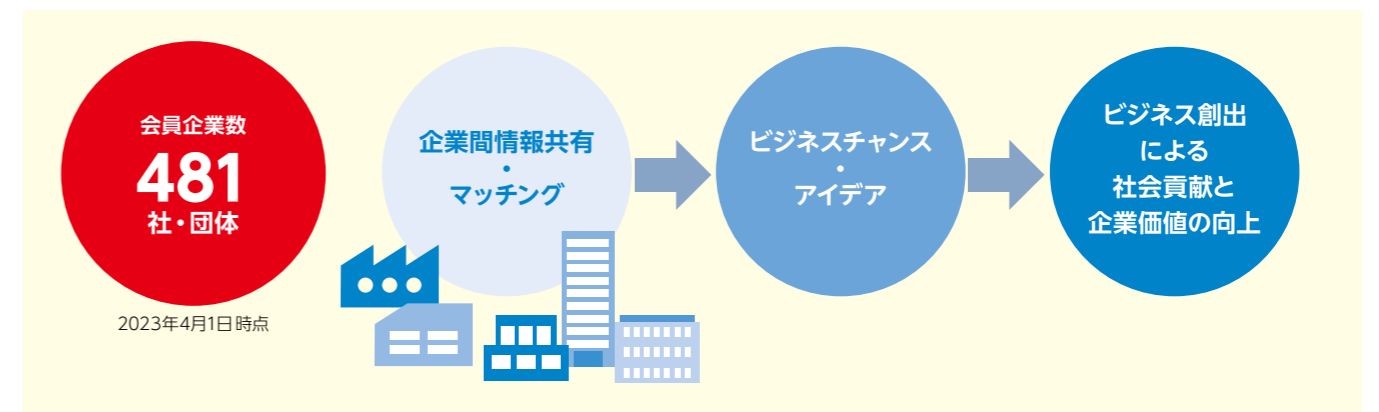 会員企業数
481
社・団体
2023年4月1日時点
企業間情報共有
・
マッチング
ビジネスチャンス
・
アイデア
ビジネス創出
による
社会貢献と
企業価値の向上